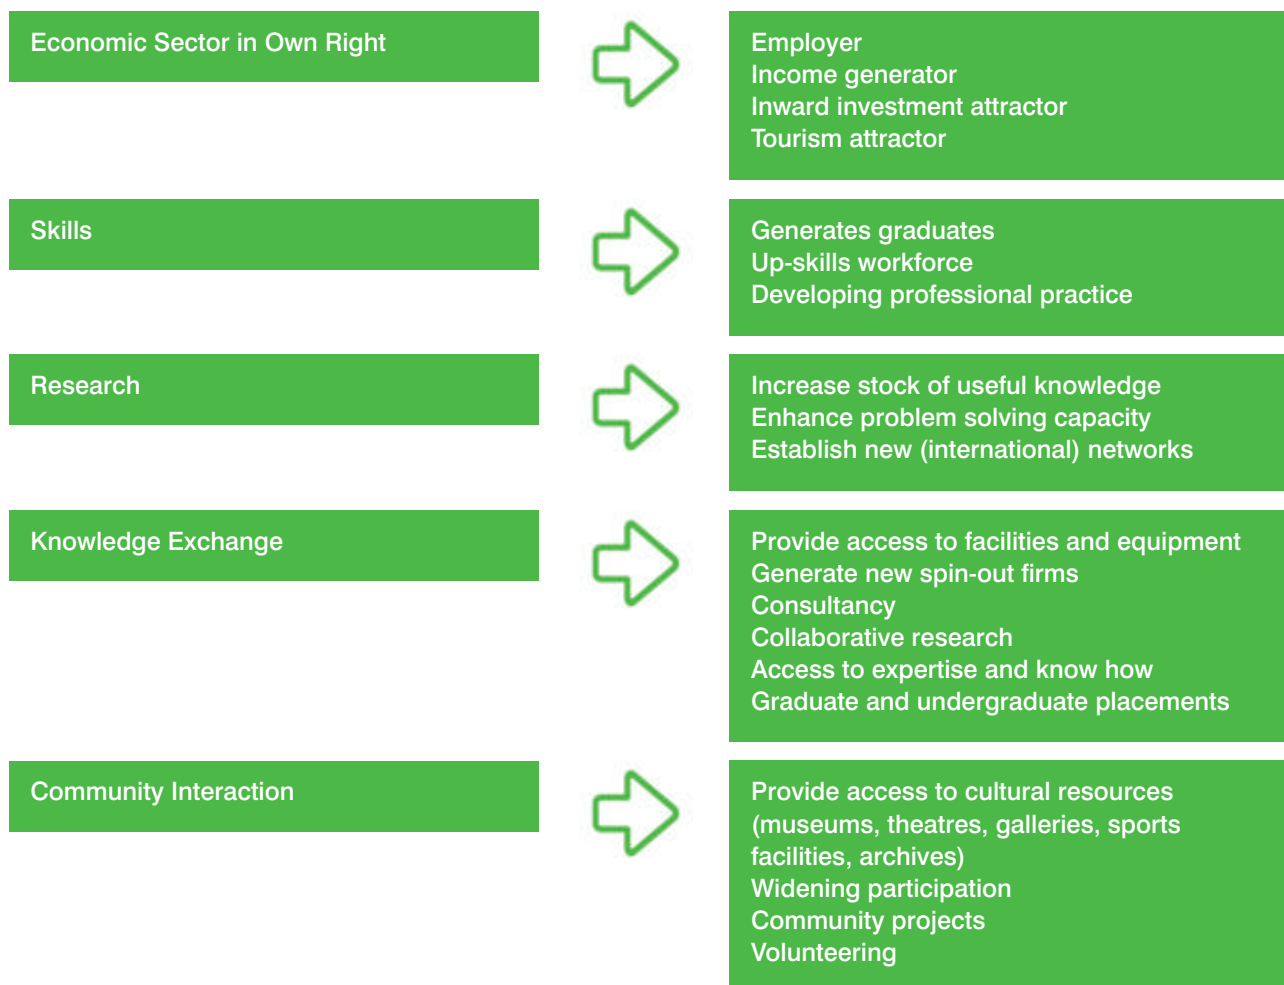 Economic Sector in Own Right
Employer
Income generator
Inward investment attractor
Tourism attractor
Skills
Generates graduates
Up-skills workforce
Developing professional practice
Research
Increase stock of useful knowledge
Enhance problem solving capacity
Establish new (international) networks
Knowledge Exchange
Provide access to facilities and equipment
Generate new spin-out firms
Consultancy
Collaborative research
Access to expertise and know how
Graduate and undergraduate placements
Community Interaction
Provide access to cultural resources
(museums, theatres, galleries, sports
facilities, archives)
Widening participation
Community projects
Volunteering